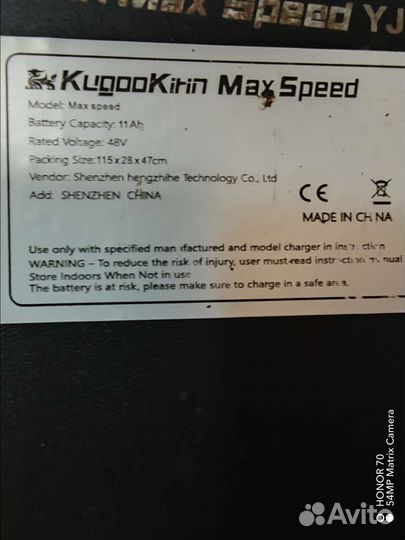 Max Speed YJ
KugooKirin Max Speed
Model: Max speed
Battery Capacity: 11Ah
Rated Voltage: 48V
Packing Size: 115 x 28 x 47cm
Vendor: Shenzhen hengzhihe Technology Co., Ltd
Add: SHENZHEN CHINA
CE
MADE IN CHINA
Use only with specified manufactured and model charger in instruction
WARNING – To reduce the risk of injury, user must read instruction manual
Store Indoors When Not in use
The battery is at risk, please make sure to charge in a safe area.
HONOR 70
54MP Matrix Camera
Avito